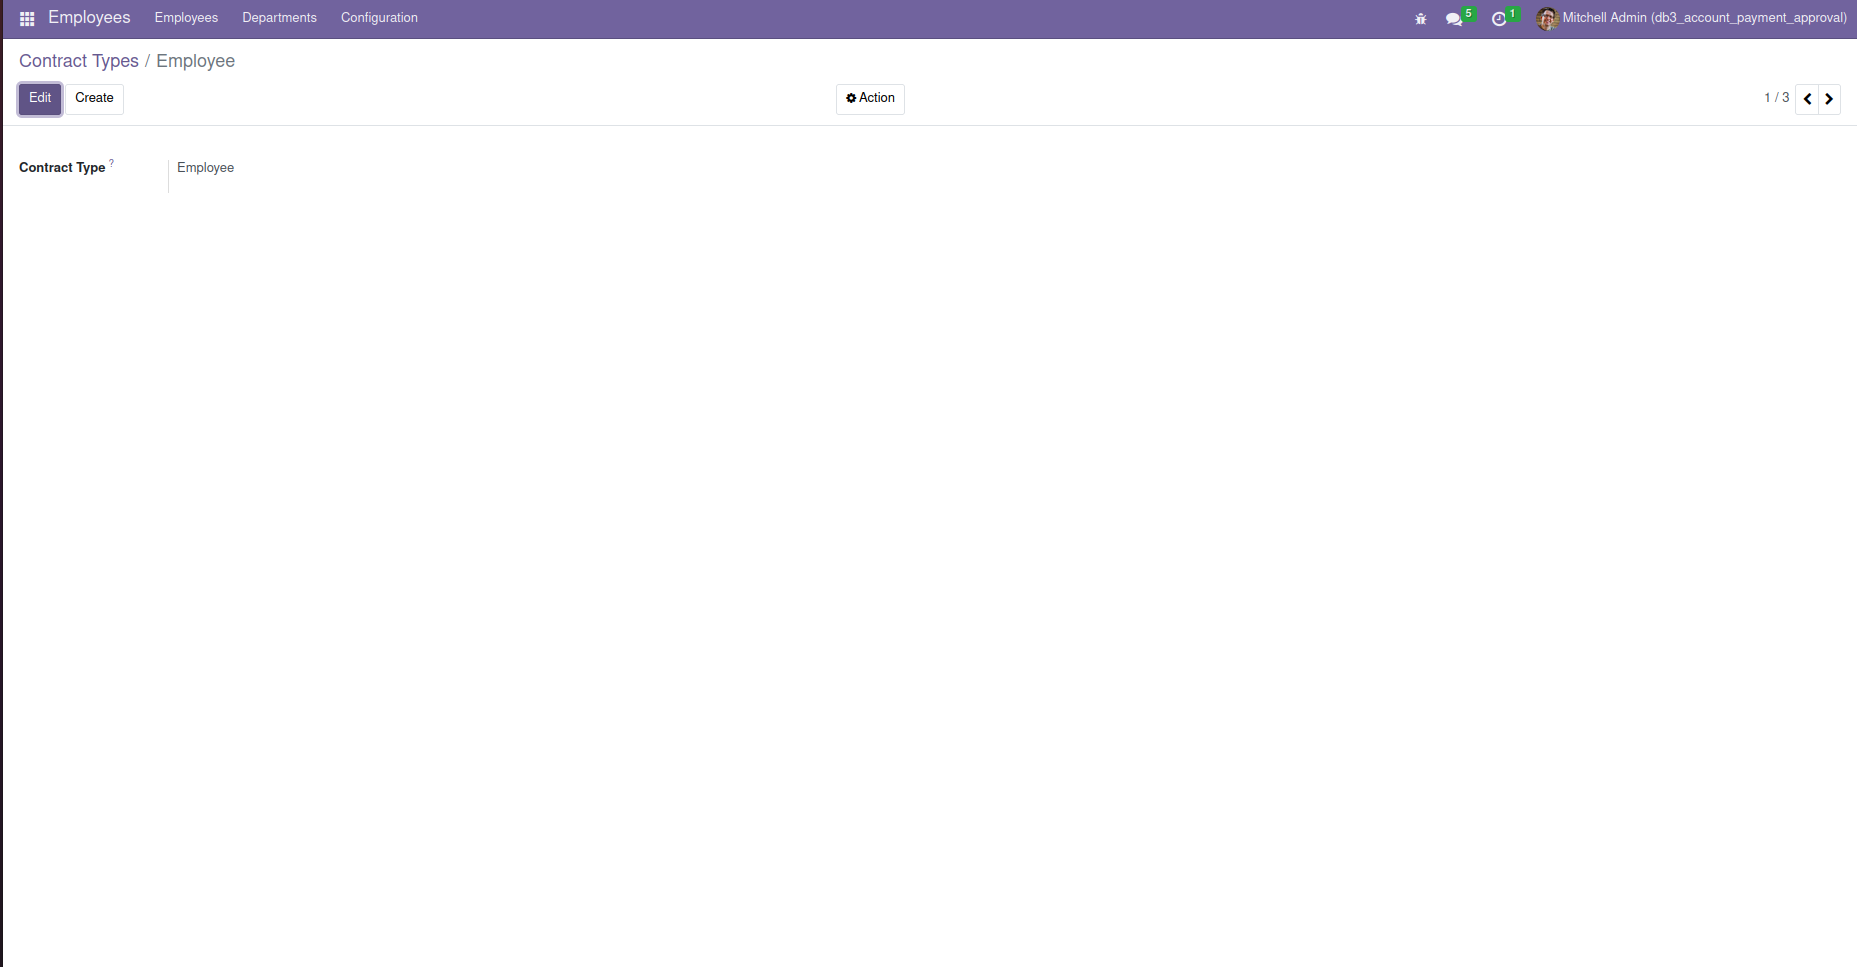 Employees Employees Departments Configuration 5 1 Mitchell Admin (db3_account_payment_approval)
Contract Types / Employee
Edit Create Action 1 / 3
Contract Type ? Employee